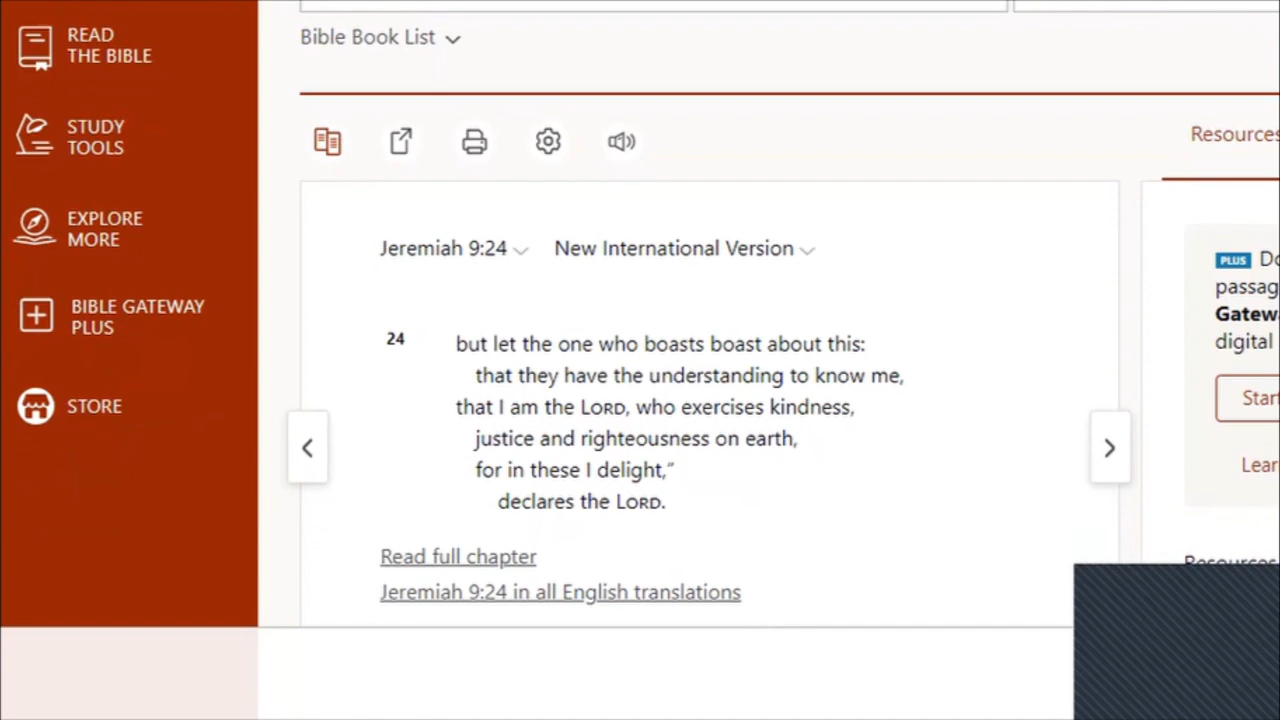 READ
THE BIBLE
STUDY
TOOLS
EXPLORE
MORE
BIBLE GATEWAY
PLUS
STORE
Bible Book List
Resources
Jeremiah 9:24 New International Version
24 but let the one who boasts boast about this:
that they have the understanding to know me,
that I am the LORD, who exercises kindness,
justice and righteousness on earth,
for in these I delight,”
declares the LORD.
Read full chapter
Jeremiah 9:24 in all English translations
PLUS Do
passag
Gatew
digital
Start
Lear
Resources